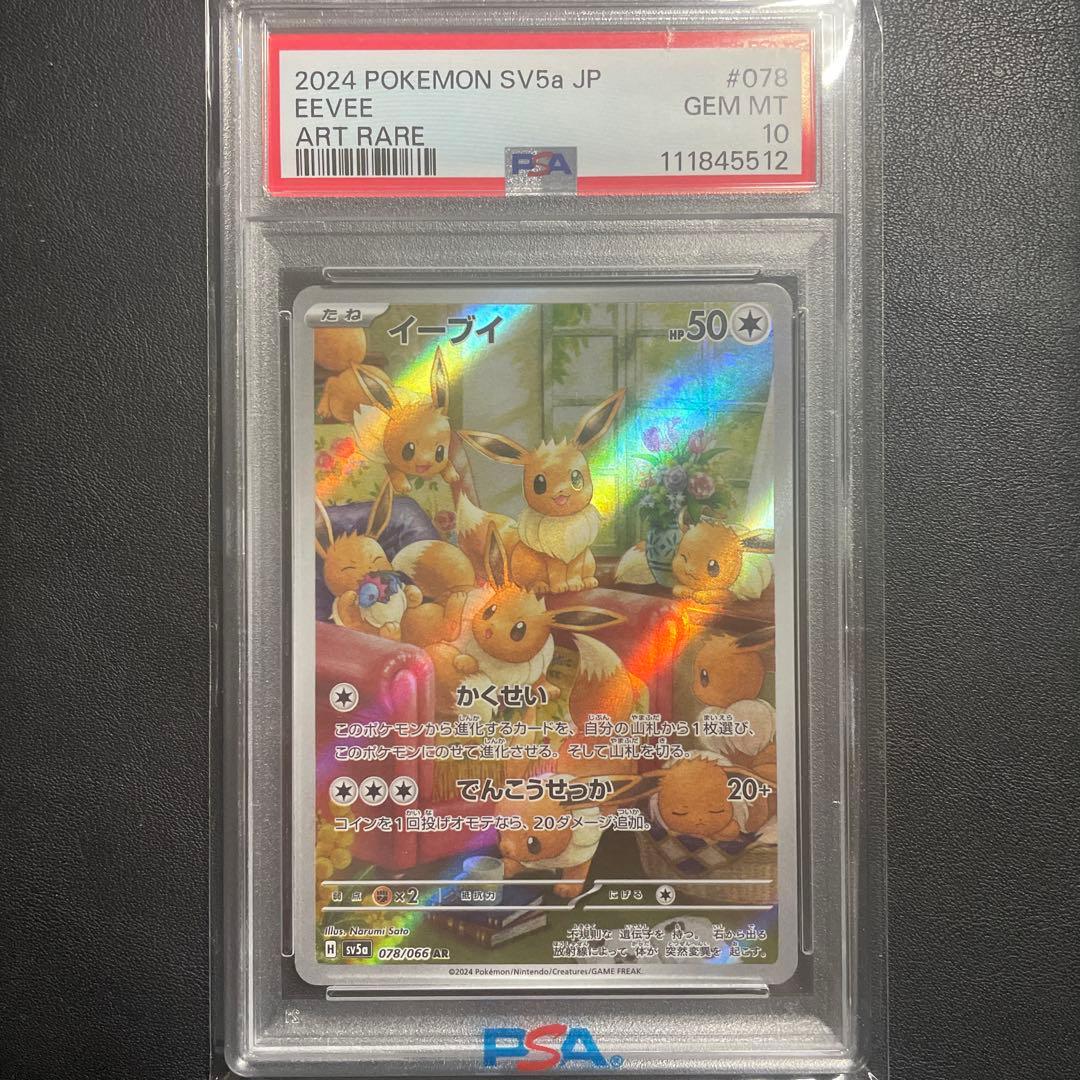 2024 POKEMON SV5a JP #078
EEVEE GEM MT
ART RARE 10
PSA 111845512
たね イーブイ HP50
かくせい
このポケモンから進化するカードを、自分の山札から1枚選び、
このポケモンにのせて進化させる。そして山札を切る。
でんこうせっか 20+
コインを1回投げオモテなら、20ダメージ追加。
弱点 ×2 抵抗力 にげる
Illus. Narumi Sato
不規則な 遺伝子を 持つ。 石から出る
放射線によって 体が 突然変異を 起こす。
H sv5a 078/066 AR
©2024 Pokémon/Nintendo/Creatures/GAME FREAK.
PSA®